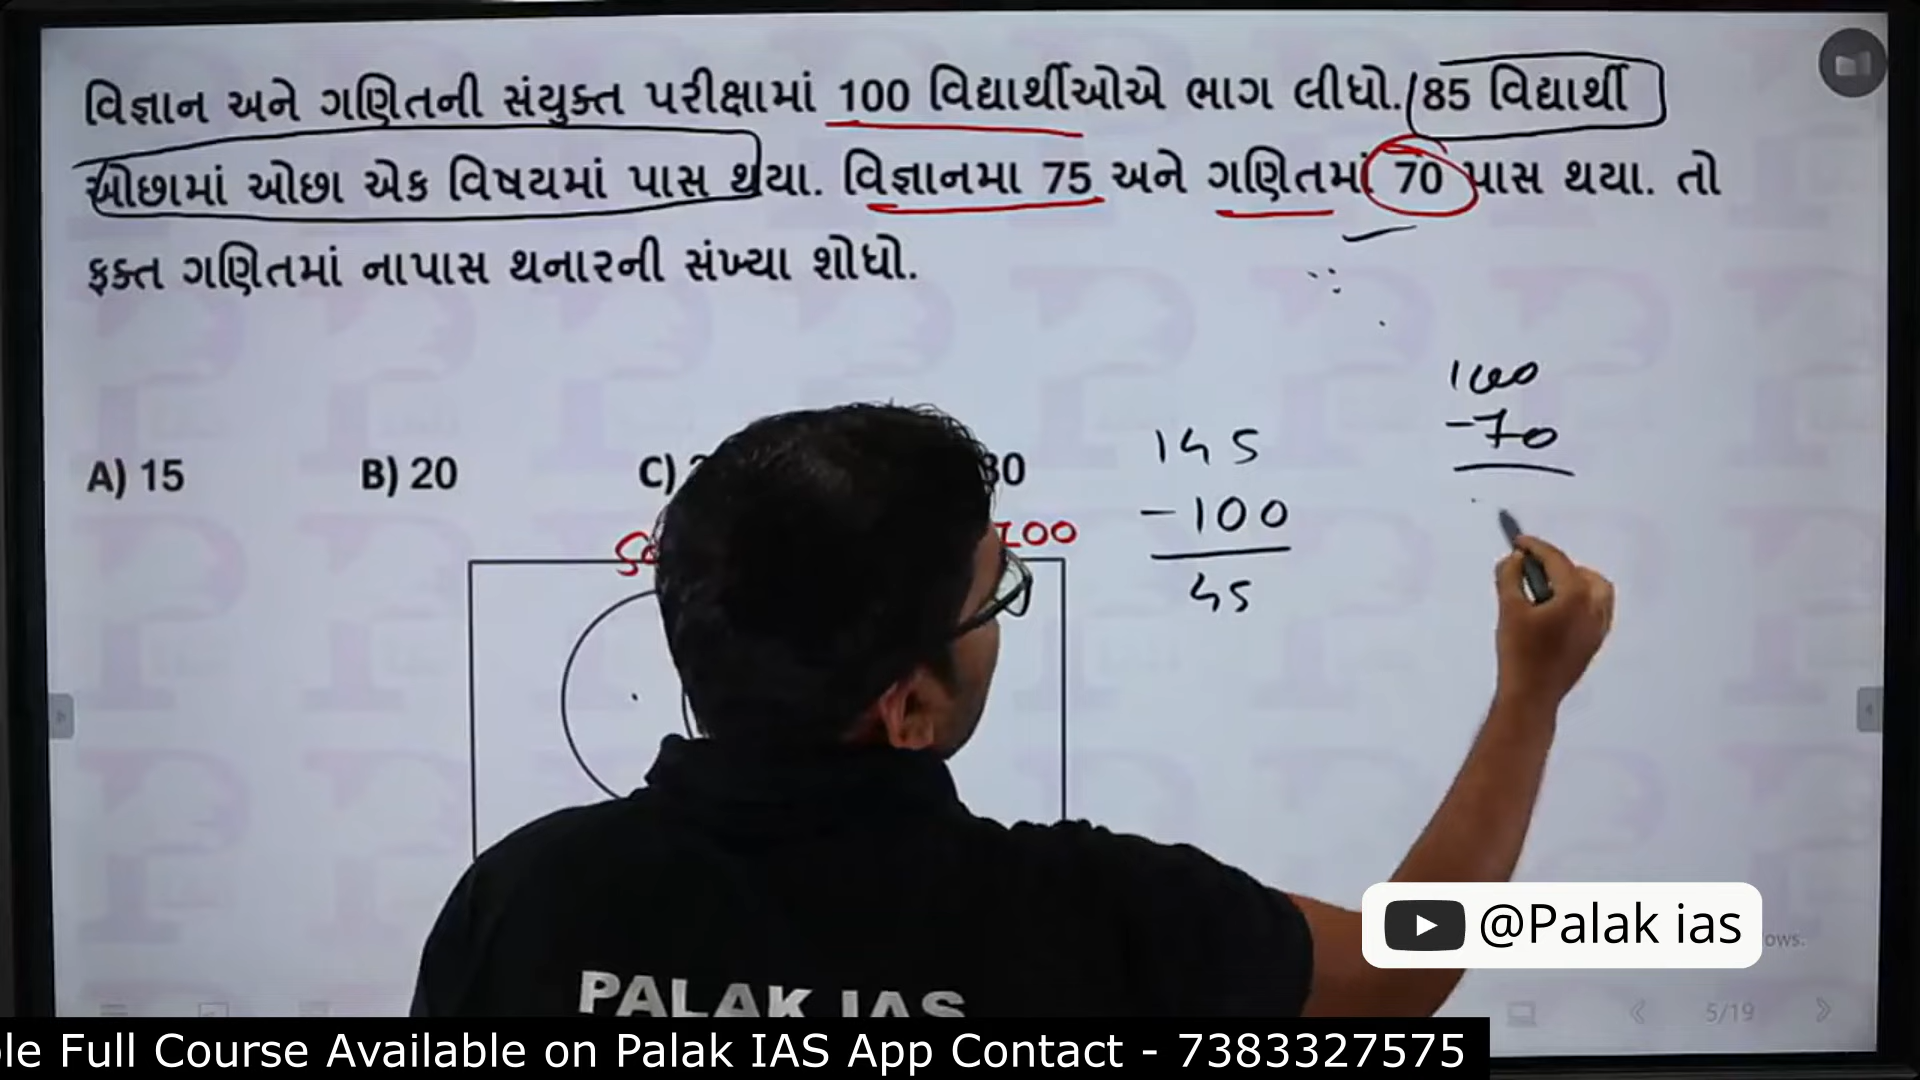 વિજ્ઞાન અને ગણિતની સંયુક્ત પરીક્ષામાં 100 વિદ્યાર્થીઓએ ભાગ લીધો. 85 વિદ્યાર્થી
ઓછામાં ઓછા એક વિષયમાં પાસ થયા. વિજ્ઞાનમા 75 અને ગણિતમાં 70 પાસ થયા. તો
ફક્ત ગણિતમાં નાપાસ થનારની સંખ્યા શોધો.
A) 15 B) 20 C)
100
-70
145
-100
45
100
@Palak ias
PALAK IAS
5/19
Full Course Available on Palak IAS App Contact - 7383327575